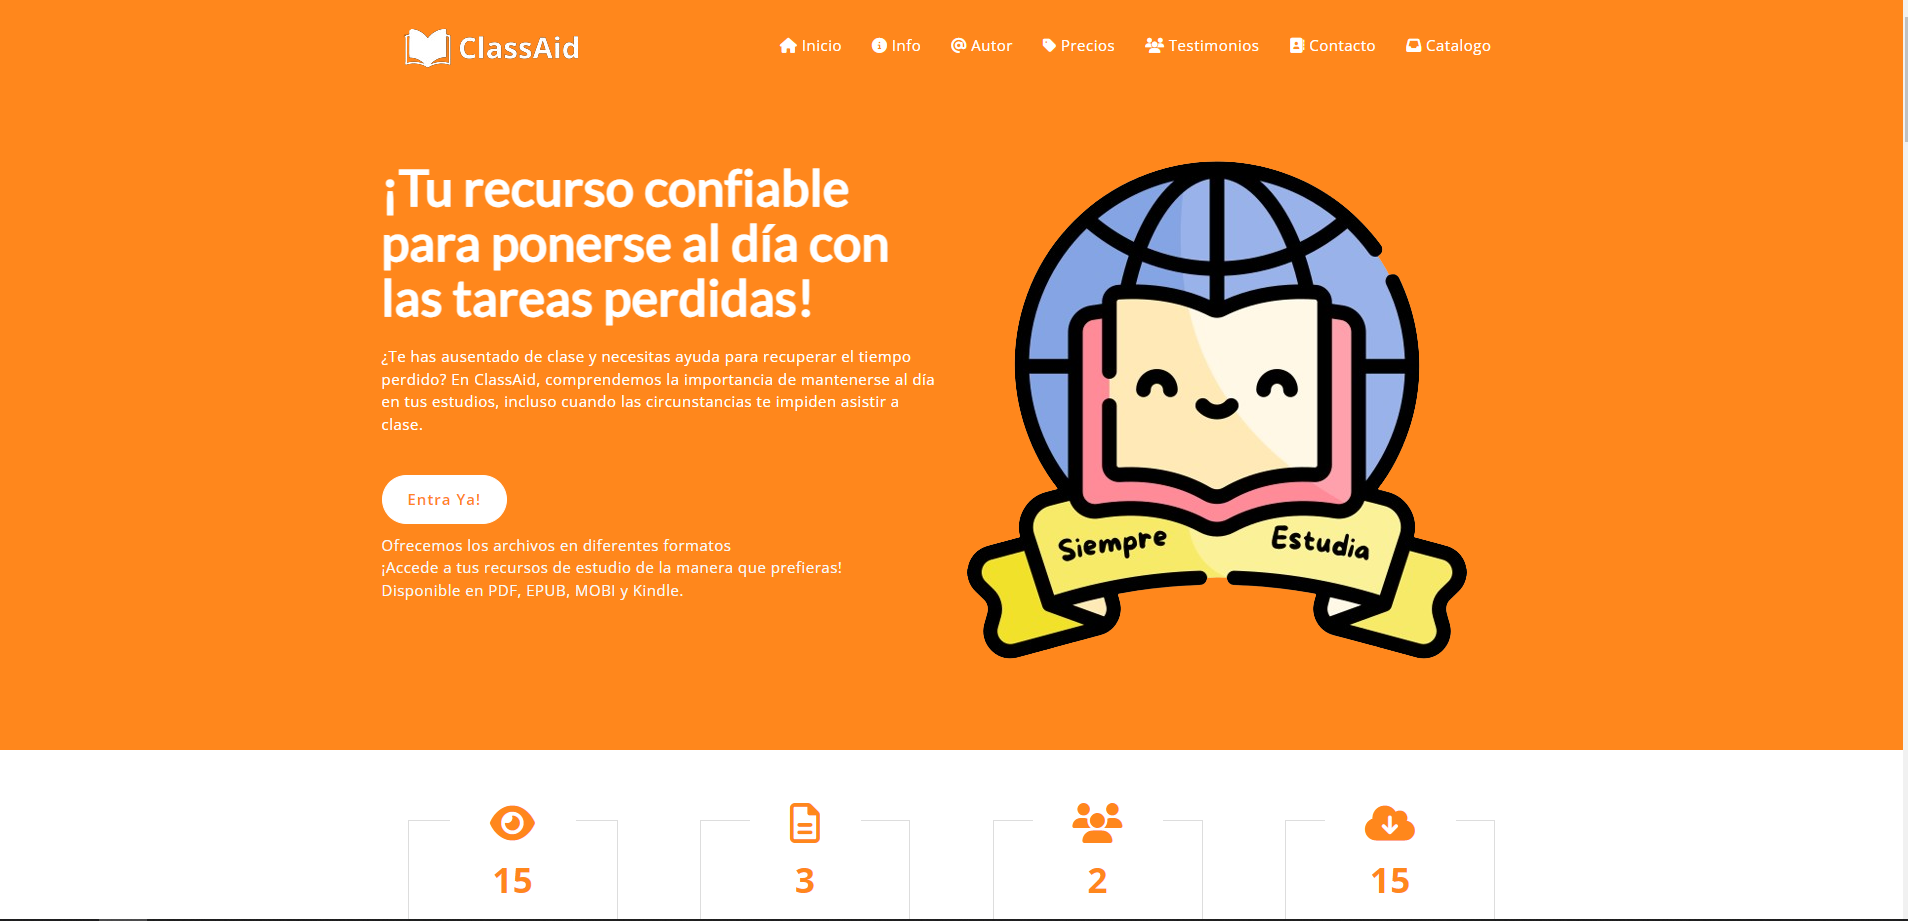 ClassAid
Inicio
Info
Autor
Precios
Testimonios
Contacto
Catalogo
¡Tu recurso confiable
para ponerse al día con
las tareas perdidas!
¿Te has ausentado de clase y necesitas ayuda para recuperar el tiempo
perdido? En ClassAid, comprendemos la importancia de mantenerse al día
en tus estudios, incluso cuando las circunstancias te impiden asistir a
clase.
Entra Ya!
Ofrecemos los archivos en diferentes formatos
¡Accede a tus recursos de estudio de la manera que prefieras!
Disponible en PDF, EPUB, MOBI y Kindle.
Siempre Estudia
15
3
2
15